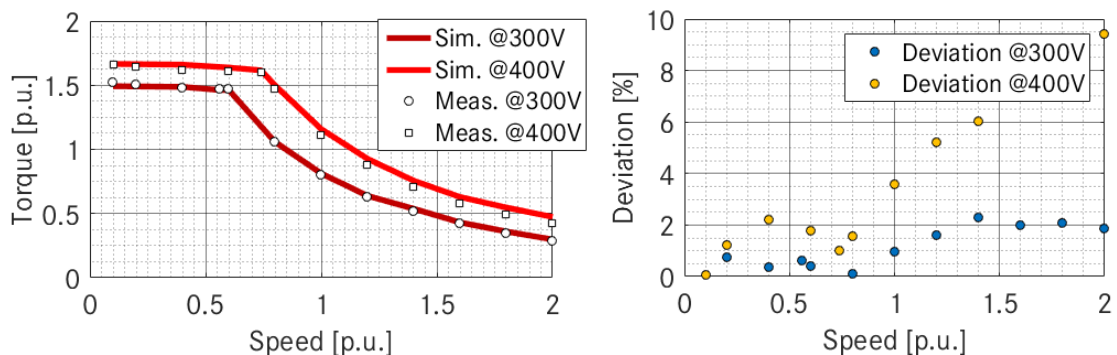 2
1.5
1
0.5
0
0
0.5
1
1.5
2
Torque [p.u.]
Speed [p.u.]
Sim. @300V
Sim. @400V
Meas. @300V
Meas. @400V
10
8
6
4
2
0
0
0.5
1
1.5
2
Deviation [%]
Speed [p.u.]
Deviation @300V
Deviation @400V